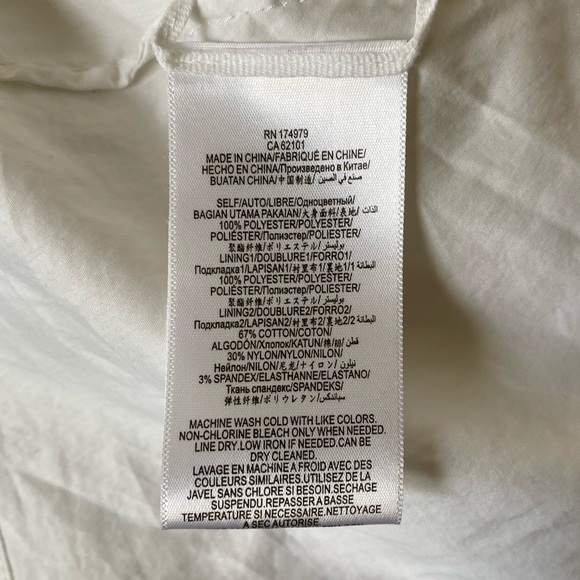 RN 174979
CA 62101
MADE IN CHINA/FABRIQUÉ EN CHINE/
HECHO EN CHINA/Произведено в Китае/
BUATAN CHINA/中国制造/ صنع في الصين
SELF/AUTO/LIBRE/Одноцветный/
BAGIAN UTAMA PAKAIAN/大身面料/表地/ الذات
100% POLYESTER/POLYESTER/
POLIÉSTER/Полиэстер/POLYESTER/
聚酯纤维/ポリエステル/بوليستر
LINING1/DOUBLURE1/FORRO1/
Подкладка1/LAPISAN1/衬里布1/裏地1/ البطانة1
100% POLYESTER/POLYESTER/
POLIÉSTER/Полиэстер/POLYESTER/
聚酯纤维/ポリエステル/بوليستر
LINING2/DOUBLURE2/FORRO2/
Подкладка2/LAPISAN2/衬里布2/裏地2/ البطانة2
67% COTTON/COTON/
ALGODÓN/Хлопок/KATUN/棉/綿/ قطن
30% NYLON/NYLON/NILON/
Нейлон/NILON/尼龙/ナイロン/ نيلون
3% SPANDEX/ELASTHANNE/ELASTANO/
Ткань спандекс/SPANDEKS/
弹性纤维/ポリウレタン/سباندكس
MACHINE WASH COLD WITH LIKE COLORS.
NON-CHLORINE BLEACH ONLY WHEN NEEDED.
LINE DRY.LOW IRON IF NEEDED.CAN BE
DRY CLEANED.
LAVAGE EN MACHINE A FROID AVEC DES
COULEURS SIMILAIRES.UTILISEZ DE LA
JAVEL SANS CHLORE SI BESOIN.SECHAGE
SUSPENDU.REPASSER A BASSE
TEMPERATURE SI NECESSAIRE.NETTOYAGE
A SEC AUTORISE.